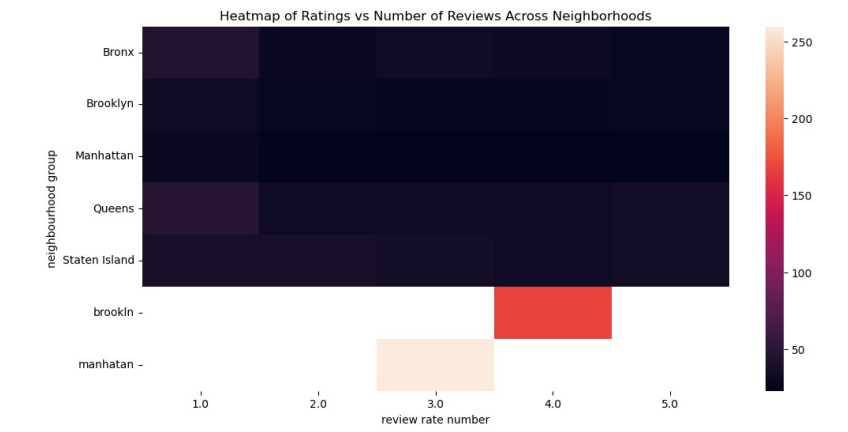 Heatmap of Ratings vs Number of Reviews Across Neighborhoods
neighbourhood group
Bronx
Brooklyn
Manhattan
Queens
Staten Island
brookln
manhatan
1.0 2.0 3.0 4.0 5.0
review rate number
250
200
150
100
50